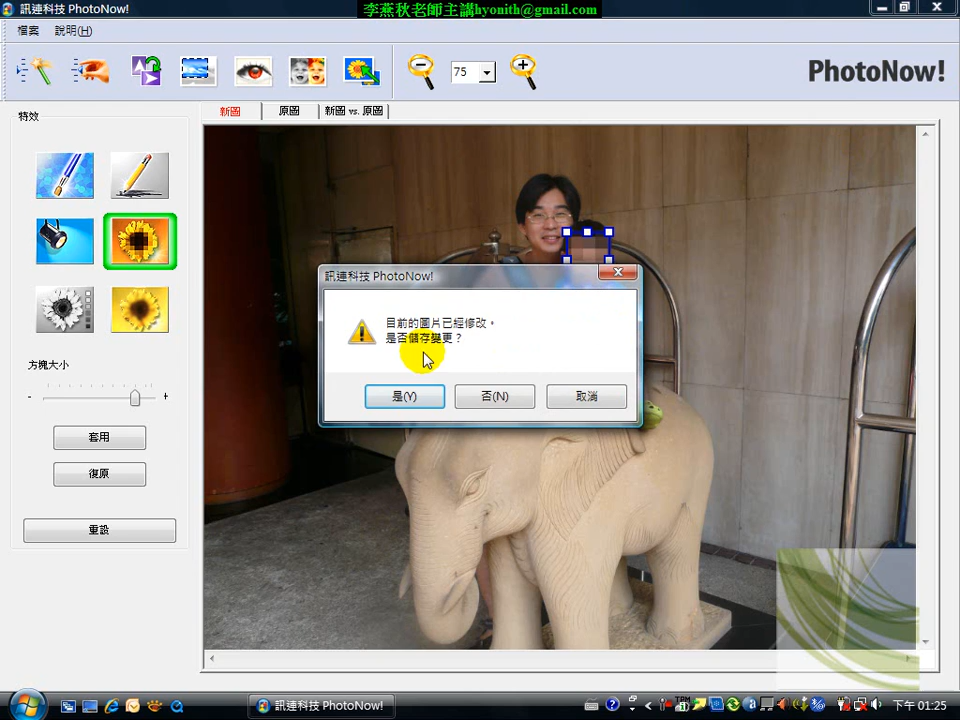 訊連科技 PhotoNow!
李燕秋老師主講hyonith@gmail.com
檔案 說明(H)
75
PhotoNow!
特效
新圖 原圖 新圖 vs. 原圖
訊連科技 PhotoNow!
目前的圖片已經修改。
是否儲存變更？
是(Y) 否(N) 取消
方塊大小
- +
套用
復原
重設
訊連科技 PhotoNow!
下午 01:25